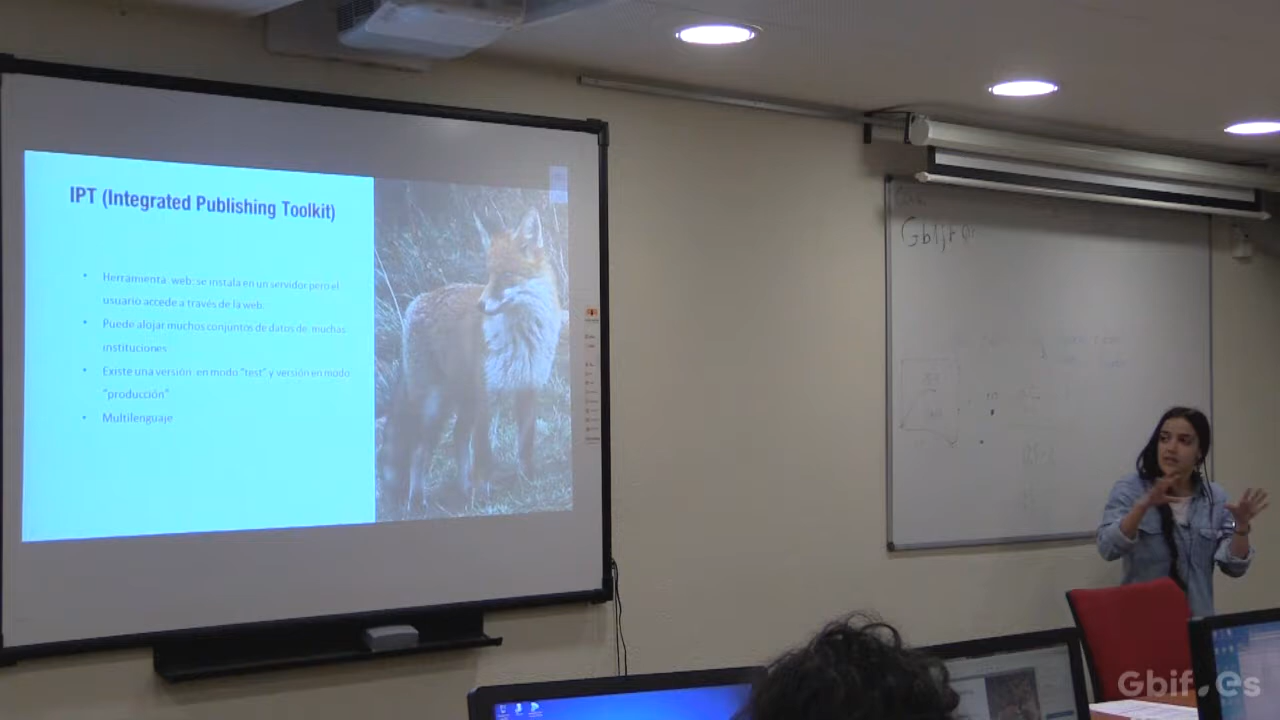 IPT (Integrated Publishing Toolkit)
• Herramienta web: se instala en un servidor pero el
usuario accede a través de la web.
• Puede alojar muchos conjuntos de datos de muchas
instituciones
• Existe una versión en modo "test" y versión en modo
"producción"
• Multilenguaje
Gbif.es